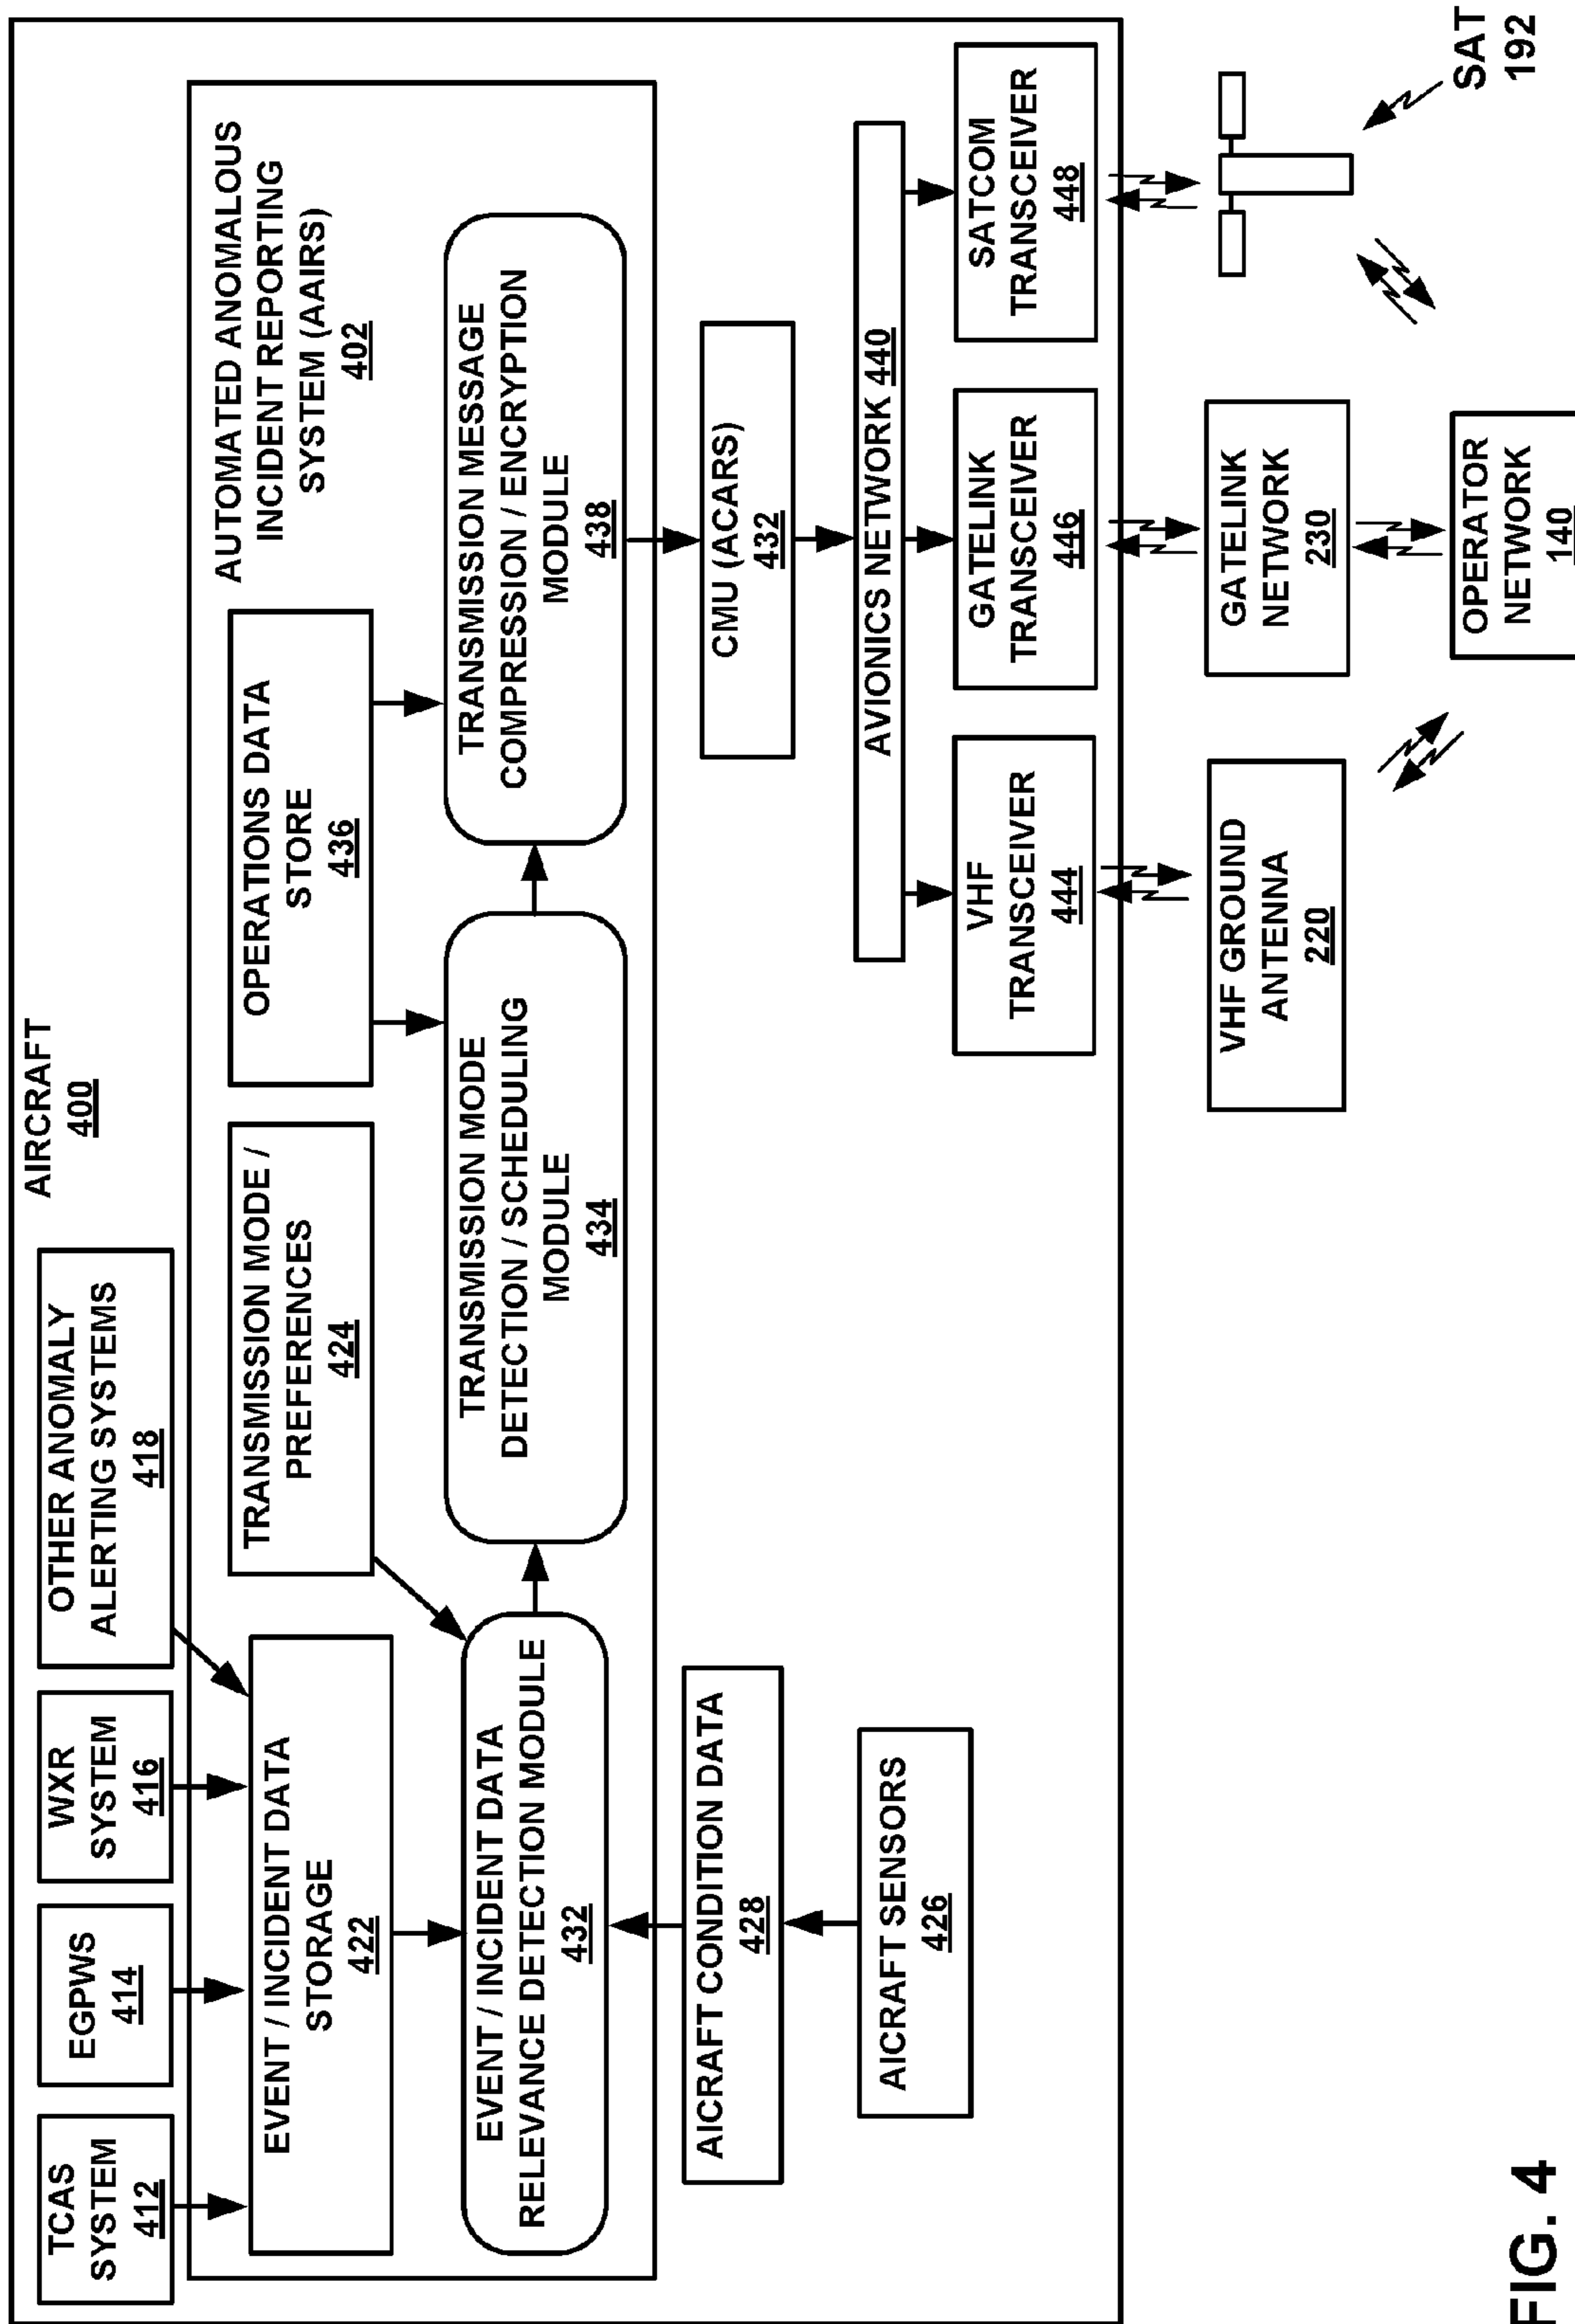 AIRCRAFT
400
TCAS
SYSTEM
412
EGPWS
414
WXR
SYSTEM
416
OTHER ANOMALY
ALERTING SYSTEMS
418
AUTOMATED ANOMALOUS
INCIDENT REPORTING
SYSTEM (AAIRS)
402
EVENT / INCIDENT DATA
STORAGE
422
TRANSMISSION MODE /
PREFERENCES
424
OPERATIONS DATA
STORE
436
EVENT / INCIDENT DATA
RELEVANCE DETECTION MODULE
432
TRANSMISSION MODE
DETECTION / SCHEDULING
MODULE
434
TRANSMISSION MESSAGE
COMPRESSION / ENCRYPTION
MODULE
438
AICRAFT CONDITION DATA
428
AICRAFT SENSORS
426
CMU (ACARS)
432
AVIONICS NETWORK 440
VHF
TRANSCEIVER
444
GATELINK
TRANSCEIVER
446
SATCOM
TRANSCEIVER
448
VHF GROUND
ANTENNA
220
GATELINK
NETWORK
230
SAT
192
OPERATOR
NETWORK
140
FIG. 4